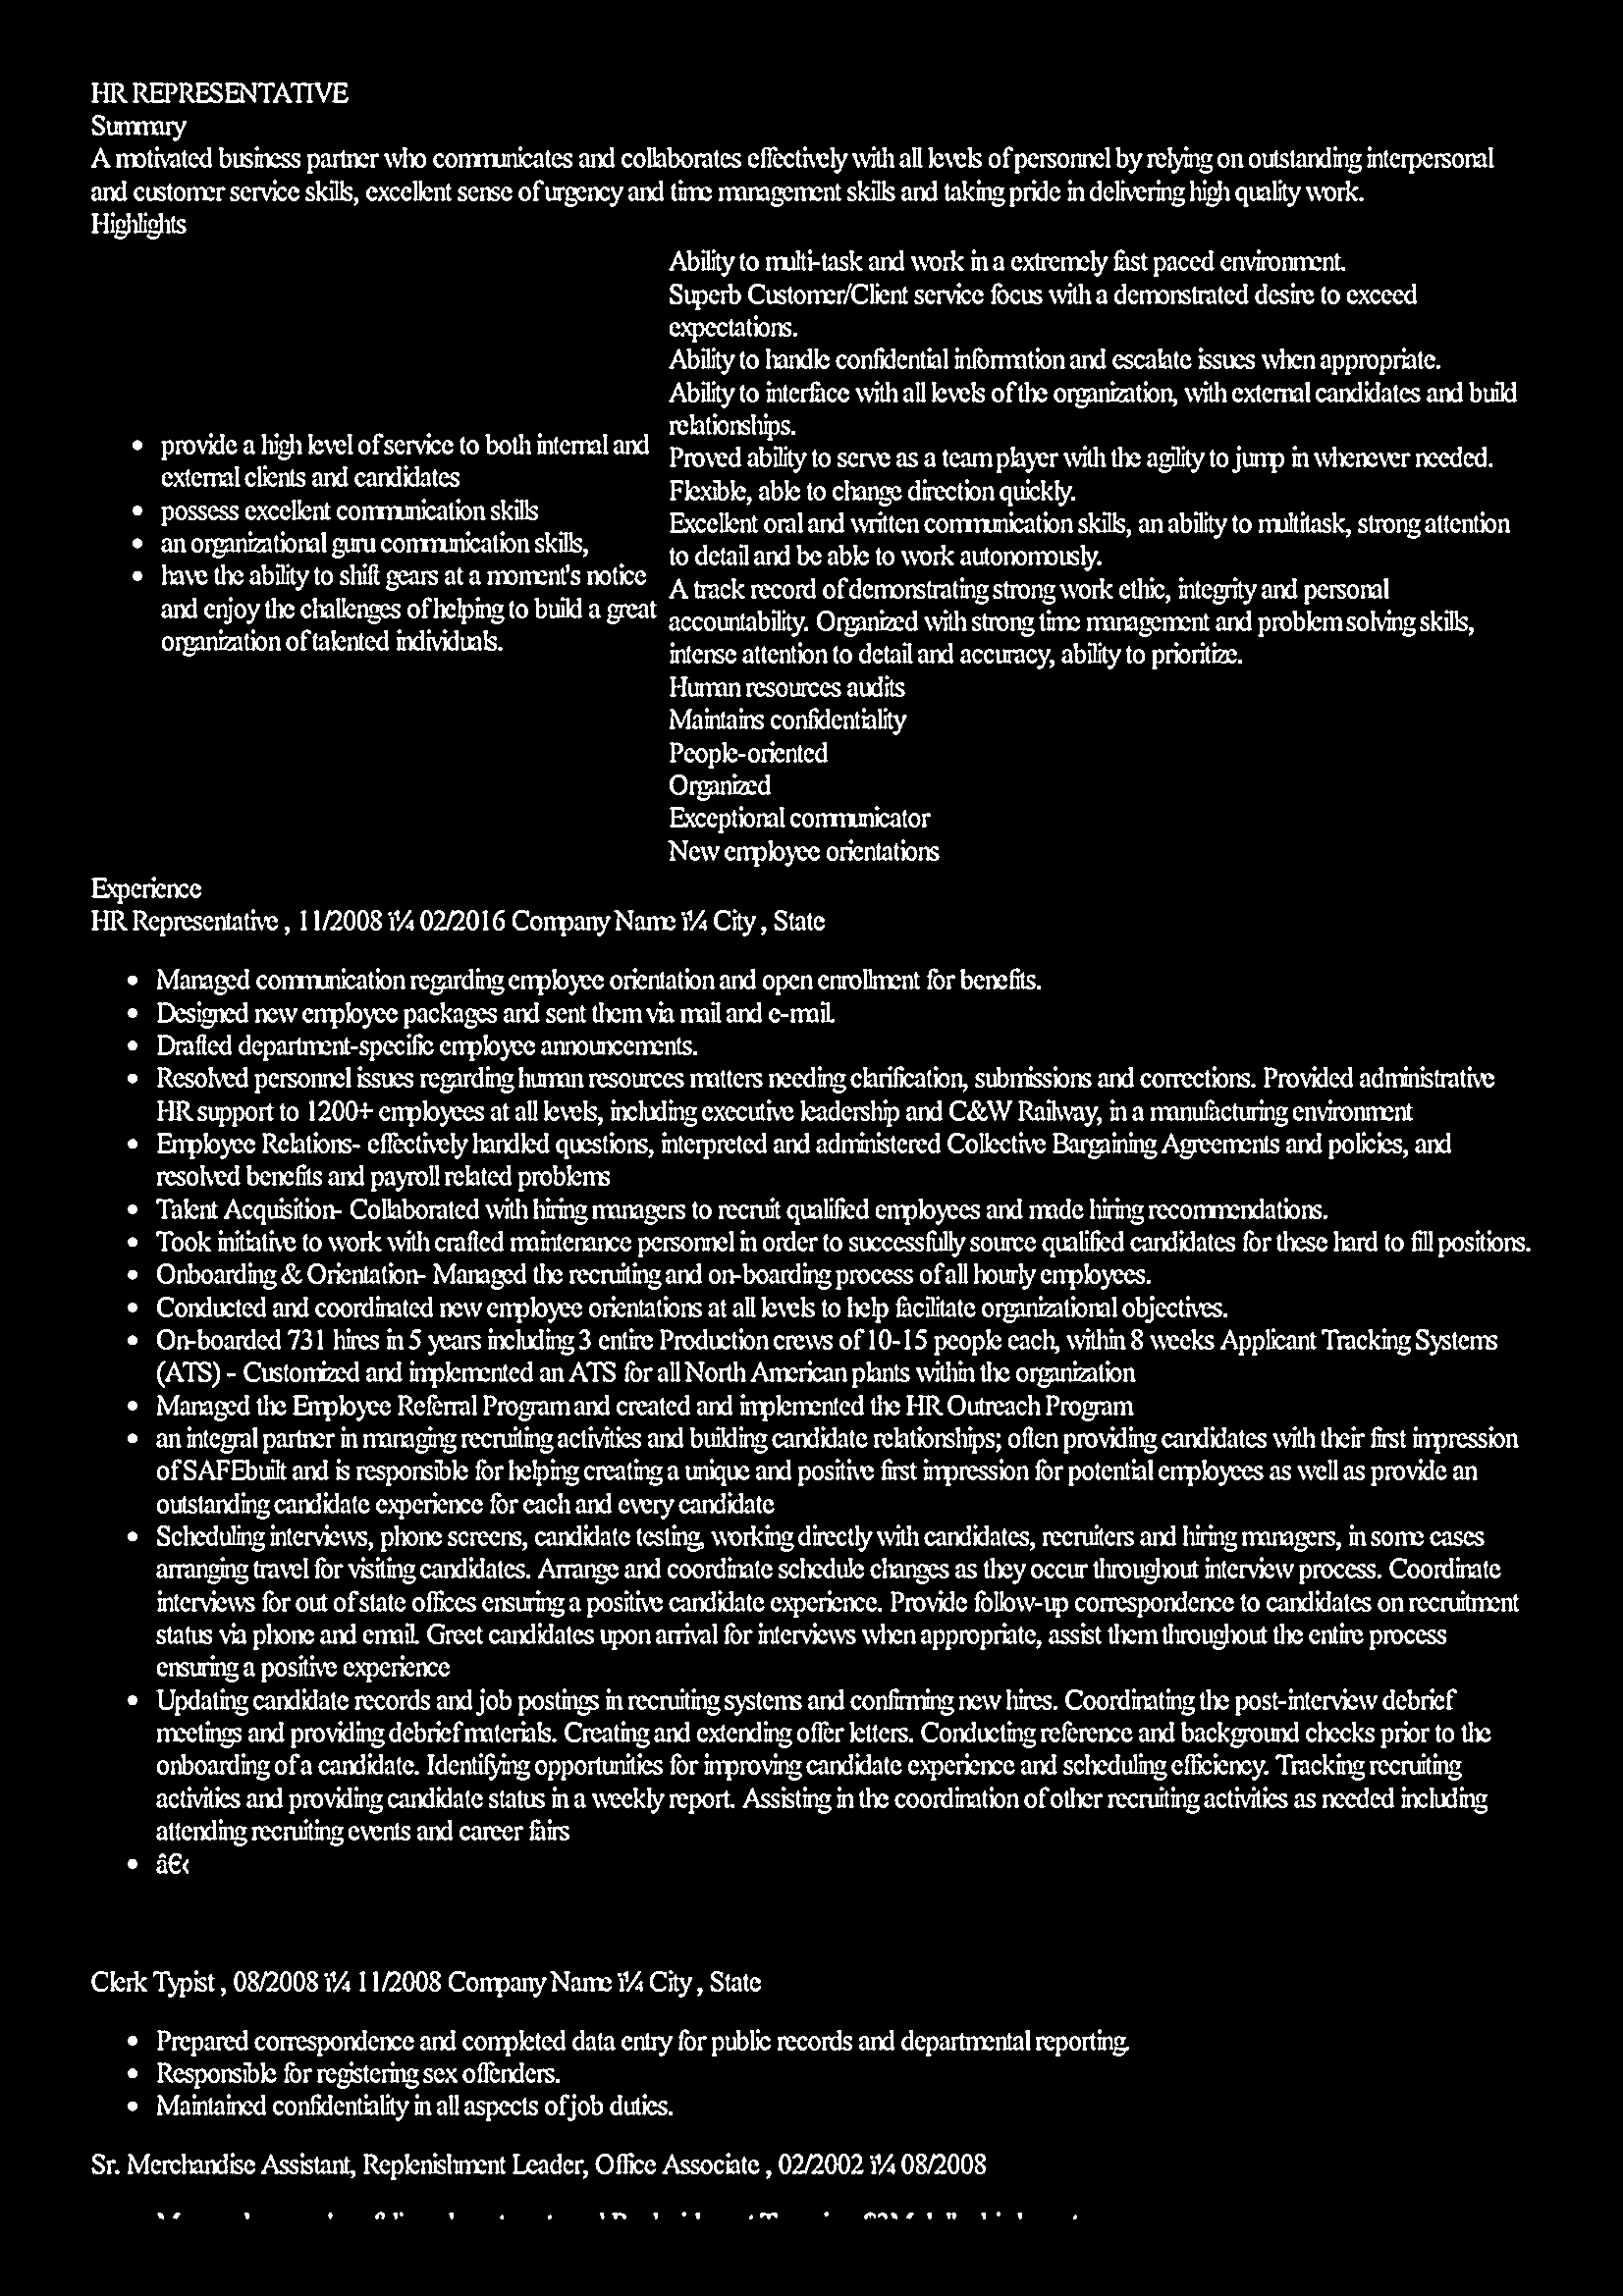 HR REPRESENTATIVE
Summary
A motivated business partner who communicates and collaborates effectively with all levels of personnel by relying on outstanding interpersonal
and customer service skills, excellent sense of urgency and time management skills and taking pride in delivering high quality work.
Highlights
provide a high level of service to both internal and
external clients and candidates
possess excellent communication skills
an organizational guru communication skills,
have the ability to shift gears at a moment's notice
and enjoy the challenges of helping to build a great
organization of talented individuals.
Ability to multi-task and work in a extremely fast paced environment.
Superb Customer/Client service focus with a demonstrated desire to exceed
expectations.
Ability to handle confidential information and escalate issues when appropriate.
Ability to interface with all levels of the organization, with external candidates and build
relationships.
Proved ability to serve as a team player with the agility to jump in whenever needed.
Flexible, able to change direction quickly.
Excellent oral and written communication skills, an ability to multitask, strong attention
to detail and be able to work autonomously.
A track record of demonstrating strong work ethic, integrity and personal
accountability. Organized with strong time management and problem solving skills,
intense attention to detail and accuracy, ability to prioritize.
Human resources audits
Maintains confidentiality
People-oriented
Organized
Exceptional communicator
New employee orientations
Experience
HR Representative , 11/2008 ï¼ 02/2016 Company Name ï¼ City , State
Managed communication regarding employee orientation and open enrollment for benefits.
Designed new employee packages and sent them via mail and e-mail.
Drafted department-specific employee announcements.
Resolved personnel issues regarding human resources matters needing clarification, submissions and corrections. Provided administrative
HR support to 1200+ employees at all levels, including executive leadership and C&W Railway, in a manufacturing environment
Employee Relations- effectively handled questions, interpreted and administered Collective Bargaining Agreements and policies, and
resolved benefits and payroll related problems
Talent Acquisition- Collaborated with hiring managers to recruit qualified employees and made hiring recommendations.
Took initiative to work with crafted maintenance personnel in order to successfully source qualified candidates for these hard to fill positions.
Onboarding & Orientation- Managed the recruiting and on-boarding process of all hourly employees.
Conducted and coordinated new employee orientations at all levels to help facilitate organizational objectives.
On-boarded 731 hires in 5 years including 3 entire Production crews of 10-15 people each, within 8 weeks Applicant Tracking Systems
(ATS) - Customized and implemented an ATS for all North American plants within the organization
Managed the Employee Referral Program and created and implemented the HR Outreach Program
an integral partner in managing recruiting activities and building candidate relationships; often providing candidates with their first impression
of SAFEbuilt and is responsible for helping creating a unique and positive first impression for potential employees as well as provide an
outstanding candidate experience for each and every candidate
Scheduling interviews, phone screens, candidate testing, working directly with candidates, recruiters and hiring managers, in some cases
arranging travel for visiting candidates. Arrange and coordinate schedule changes as they occur throughout interview process. Coordinate
interviews for out of state offices ensuring a positive candidate experience. Provide follow-up correspondence to candidates on recruitment
status via phone and email. Greet candidates upon arrival for interviews when appropriate, assist them throughout the entire process
ensuring a positive experience
Updating candidate records and job postings in recruiting systems and confirming new hires. Coordinating the post-interview debrief
meetings and providing debrief materials. Creating and extending offer letters. Conducting reference and background checks prior to the
onboarding of a candidate. Identifying opportunities for improving candidate experience and scheduling efficiency. Tracking recruiting
activities and providing candidate status in a weekly report. Assisting in the coordination of other recruiting activities as needed including
attending recruiting events and career fairs
â€‹
Clerk Typist , 08/2008 ï¼ 11/2008 Company Name ï¼ City , State
Prepared correspondence and completed data entry for public records and departmental reporting.
Responsible for registering sex offenders.
Maintained confidentiality in all aspects of job duties.
Sr. Merchandise Assistant, Replenishment Leader, Office Associate , 02/2002 ï¼ 08/2008